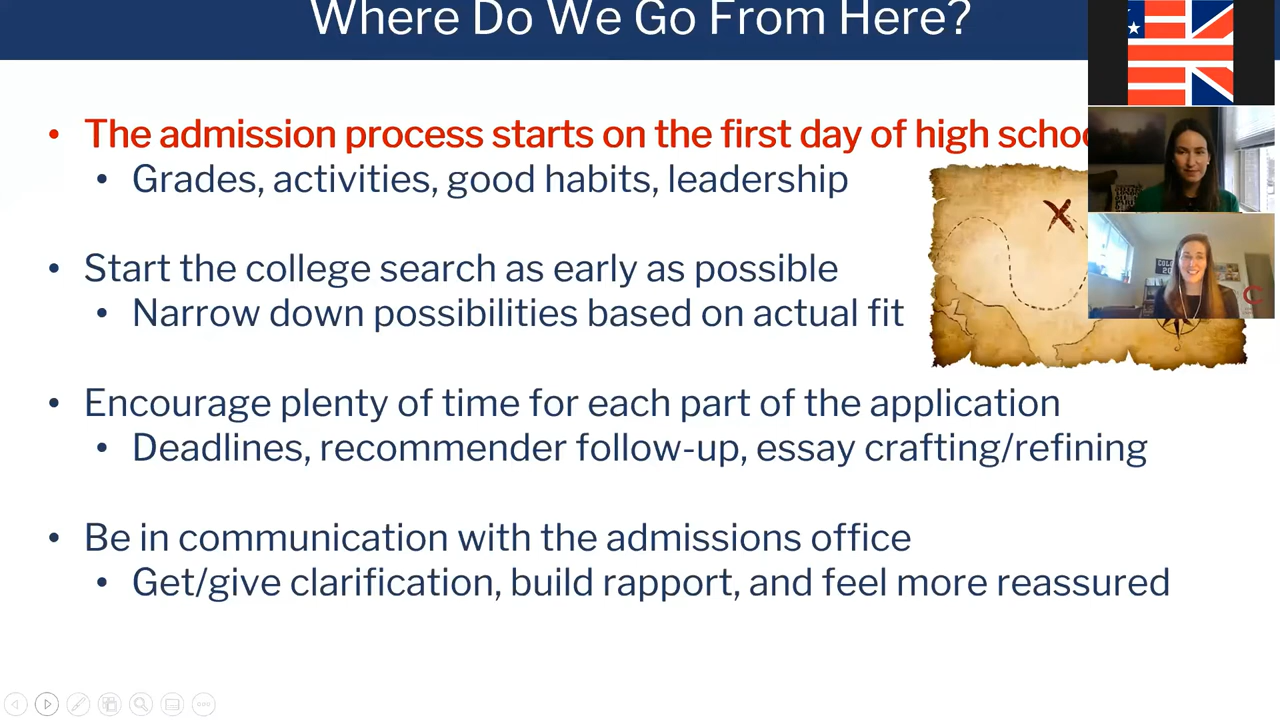 Where Do We Go From Here?
• The admission process starts on the first day of high schoo
• Grades, activities, good habits, leadership
• Start the college search as early as possible
• Narrow down possibilities based on actual fit
• Encourage plenty of time for each part of the application
• Deadlines, recommender follow-up, essay crafting/refining
• Be in communication with the admissions office
• Get/give clarification, build rapport, and feel more reassured